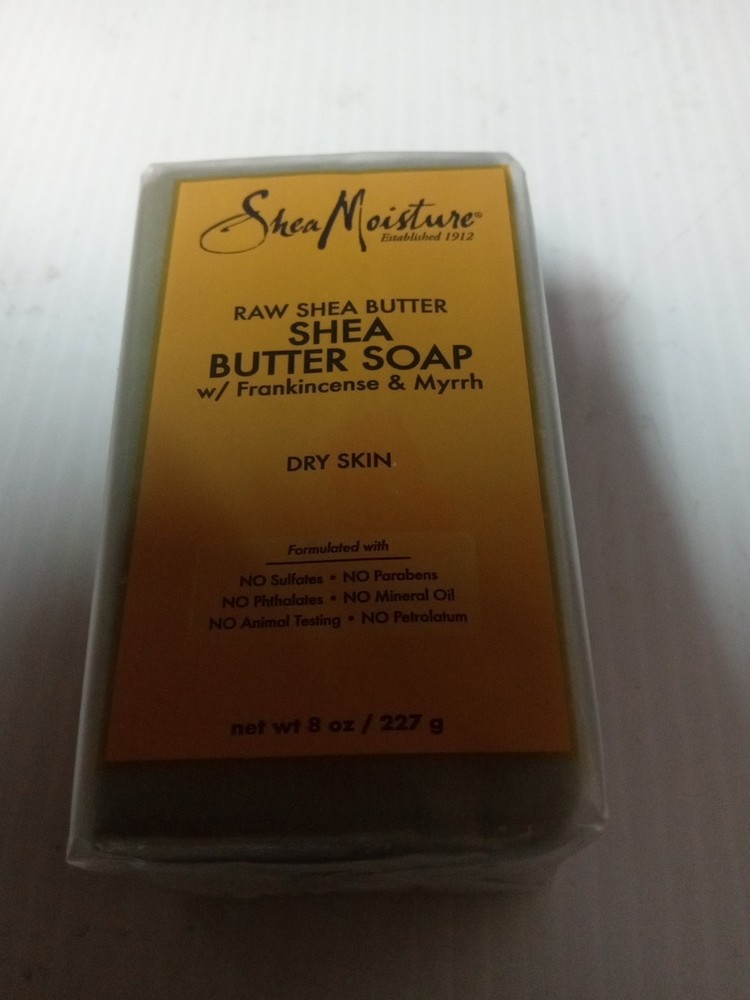 SheaMoisture®
Established 1912
RAW SHEA BUTTER
SHEA
BUTTER SOAP
w/ Frankincense & Myrrh
DRY SKIN
Formulated with
NO Sulfates • NO Parabens
NO Phthalates • NO Mineral Oil
NO Animal Testing • NO Petrolatum
net wt 8 oz / 227 g